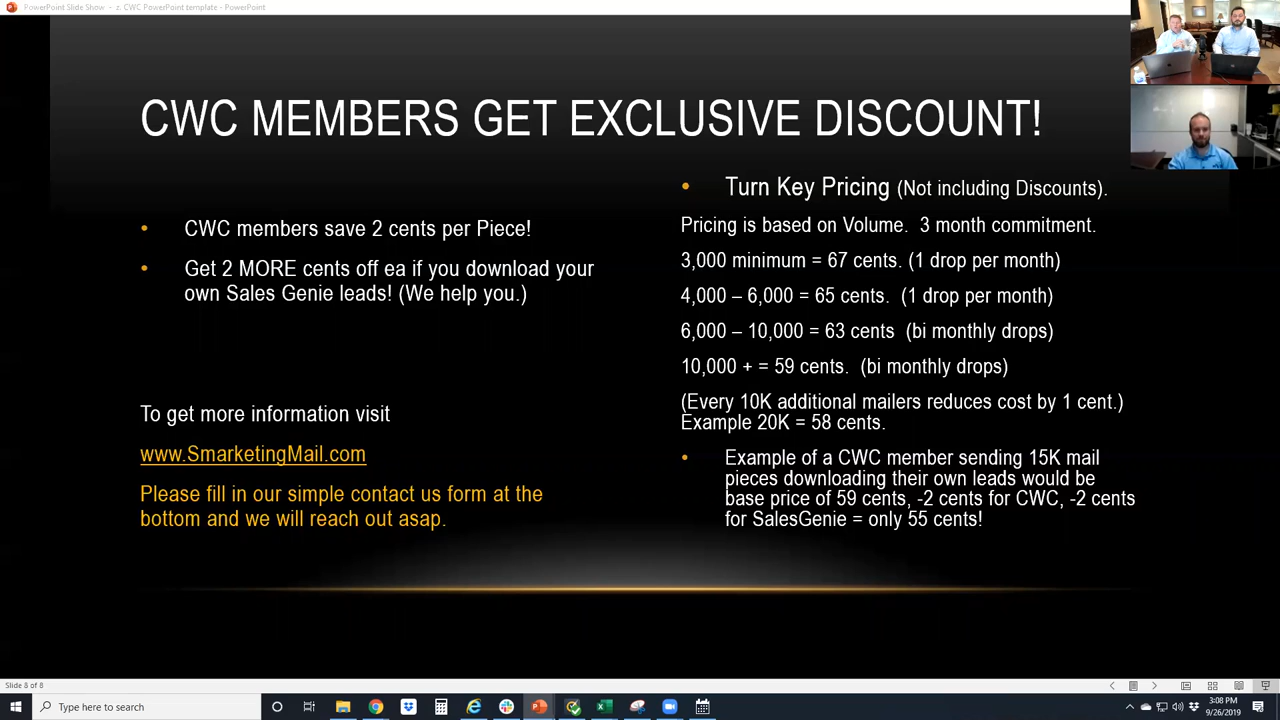 PowerPoint Slide Show - z. CWC PowerPoint template - PowerPoint
CWC MEMBERS GET EXCLUSIVE DISCOUNT!
• CWC members save 2 cents per Piece!
• Get 2 MORE cents off ea if you download your
own Sales Genie leads! (We help you.)
To get more information visit
www.SmarketingMail.com
Please fill in our simple contact us form at the
bottom and we will reach out asap.
• Turn Key Pricing (Not including Discounts).
Pricing is based on Volume. 3 month commitment.
3,000 minimum = 67 cents. (1 drop per month)
4,000 – 6,000 = 65 cents. (1 drop per month)
6,000 – 10,000 = 63 cents (bi monthly drops)
10,000 + = 59 cents. (bi monthly drops)
(Every 10K additional mailers reduces cost by 1 cent.)
Example 20K = 58 cents.
• Example of a CWC member sending 15K mail
pieces downloading their own leads would be
base price of 59 cents, -2 cents for CWC, -2 cents
for SalesGenie = only 55 cents!
Slide 8 of 8
Type here to search
3:08 PM
9/26/2019